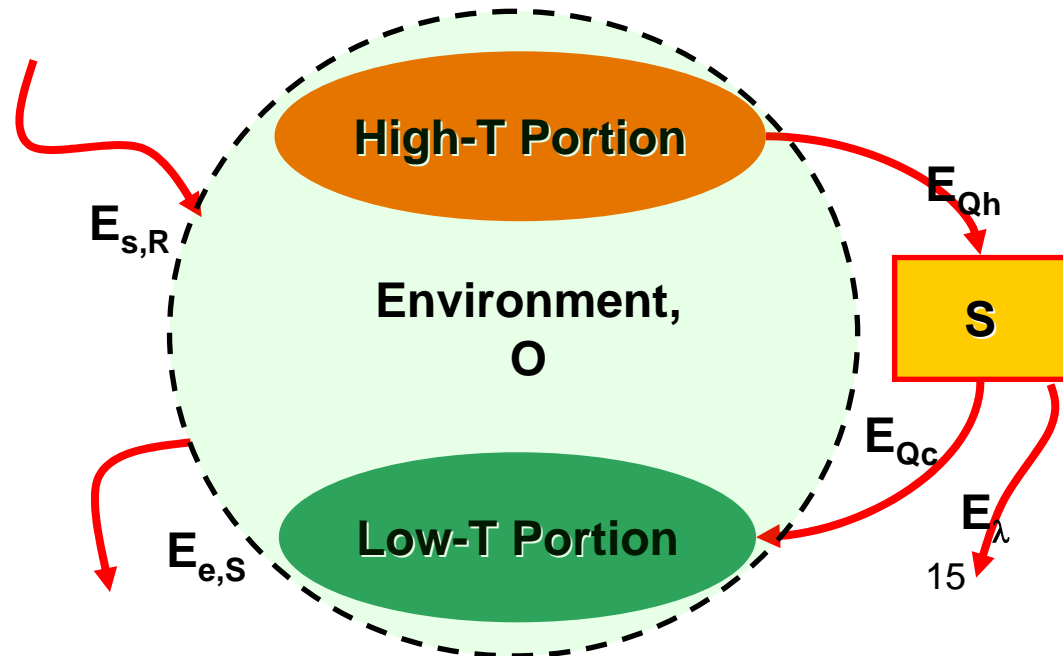 High-T Portion
E_Qh
E_s,R
Environment,
O
S
E_Qc
E_λ
Low-T Portion
E_e,S
15